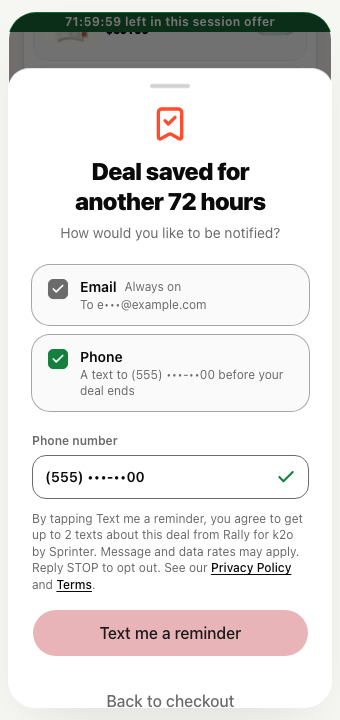 71:59:59 left in this session offer
Deal saved for
another 72 hours
How would you like to be notified?
Email Always on
To e•••@example.com
Phone
A text to (555) •••-••00 before your
deal ends
Phone number
(555) •••-••00
By tapping Text me a reminder, you agree to get
up to 2 texts about this deal from Rally for k2o
by Sprinter. Message and data rates may apply.
Reply STOP to opt out. See our Privacy Policy
and Terms.
Text me a reminder
Back to checkout